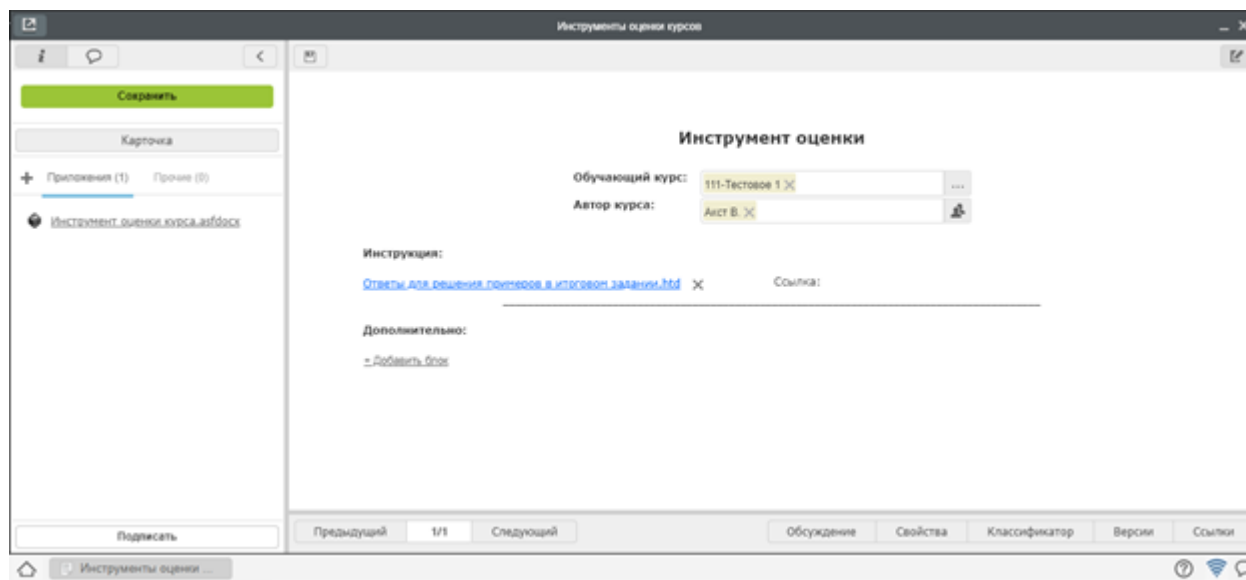 Инструменты оценки курсов
Сохранить
Карточка
Приложения (1) Прочие (0)
Инструмент оценки курса.asfdocx
Подписать
Инструмент оценки
Обучающий курс: 111-Тестовое 1
Автор курса: Аист В.
Инструкция:
Ответы для решения примеров в итоговом задании.htd Ссылка:
Дополнительно:
+ Добавить блок
Предыдущий 1/1 Следующий Обсуждение Свойства Классификатор Версии Ссылки
Инструменты оценки ...